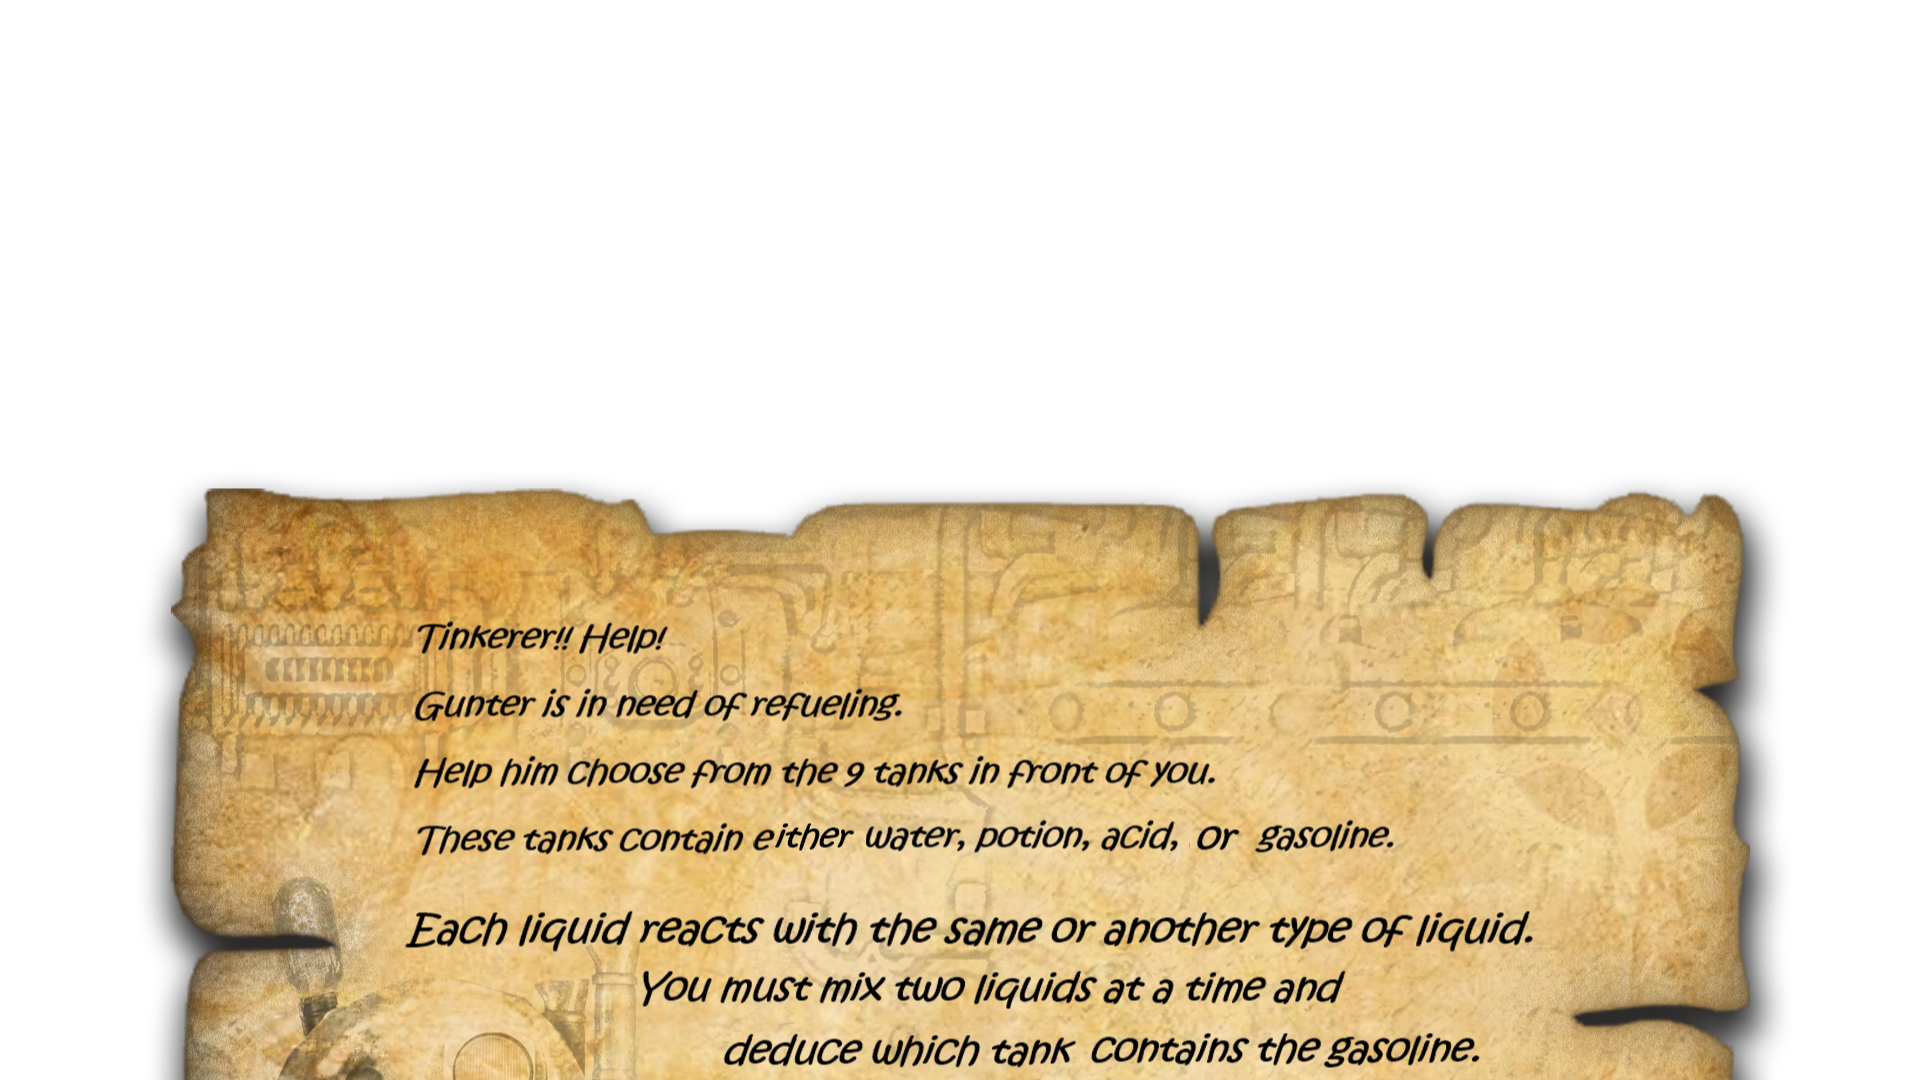 Tinkerer!! Help!
Gunter is in need of refueling.
Help him choose from the 9 tanks in front of you.
These tanks contain either water, potion, acid, or gasoline.
Each liquid reacts with the same or another type of liquid.
You must mix two liquids at a time and
deduce which tank contains the gasoline.